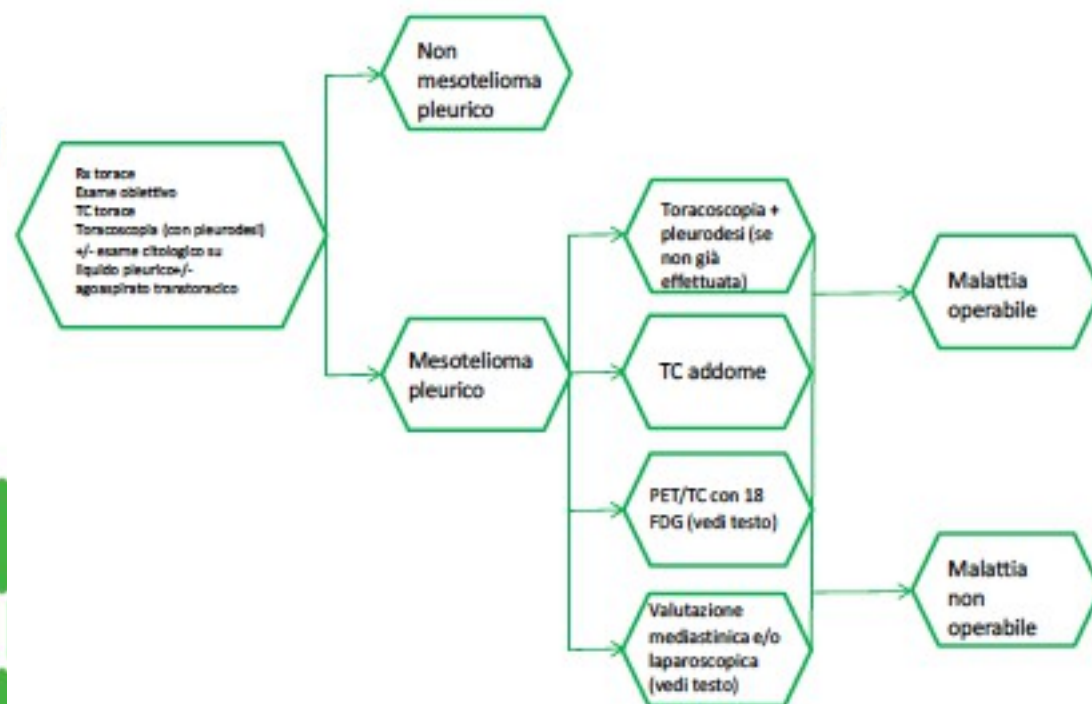 Non
mesotelioma
pleurico
Rx torace
Esame obiettivo
TC torace
Toracoscopia (con pleurodesi)
+/- esame citologico su
liquido pleurico+/-
agoaspirato transtoracico
Mesotelioma
pleurico
Toracoscopia +
pleurodesi (se
non già
effettuata)
TC addome
PET/TC con 18
FDG (vedi testo)
Valutazione
mediastinica e/o
laparoscopica
(vedi testo)
Malattia
operabile
Malattia
non
operabile